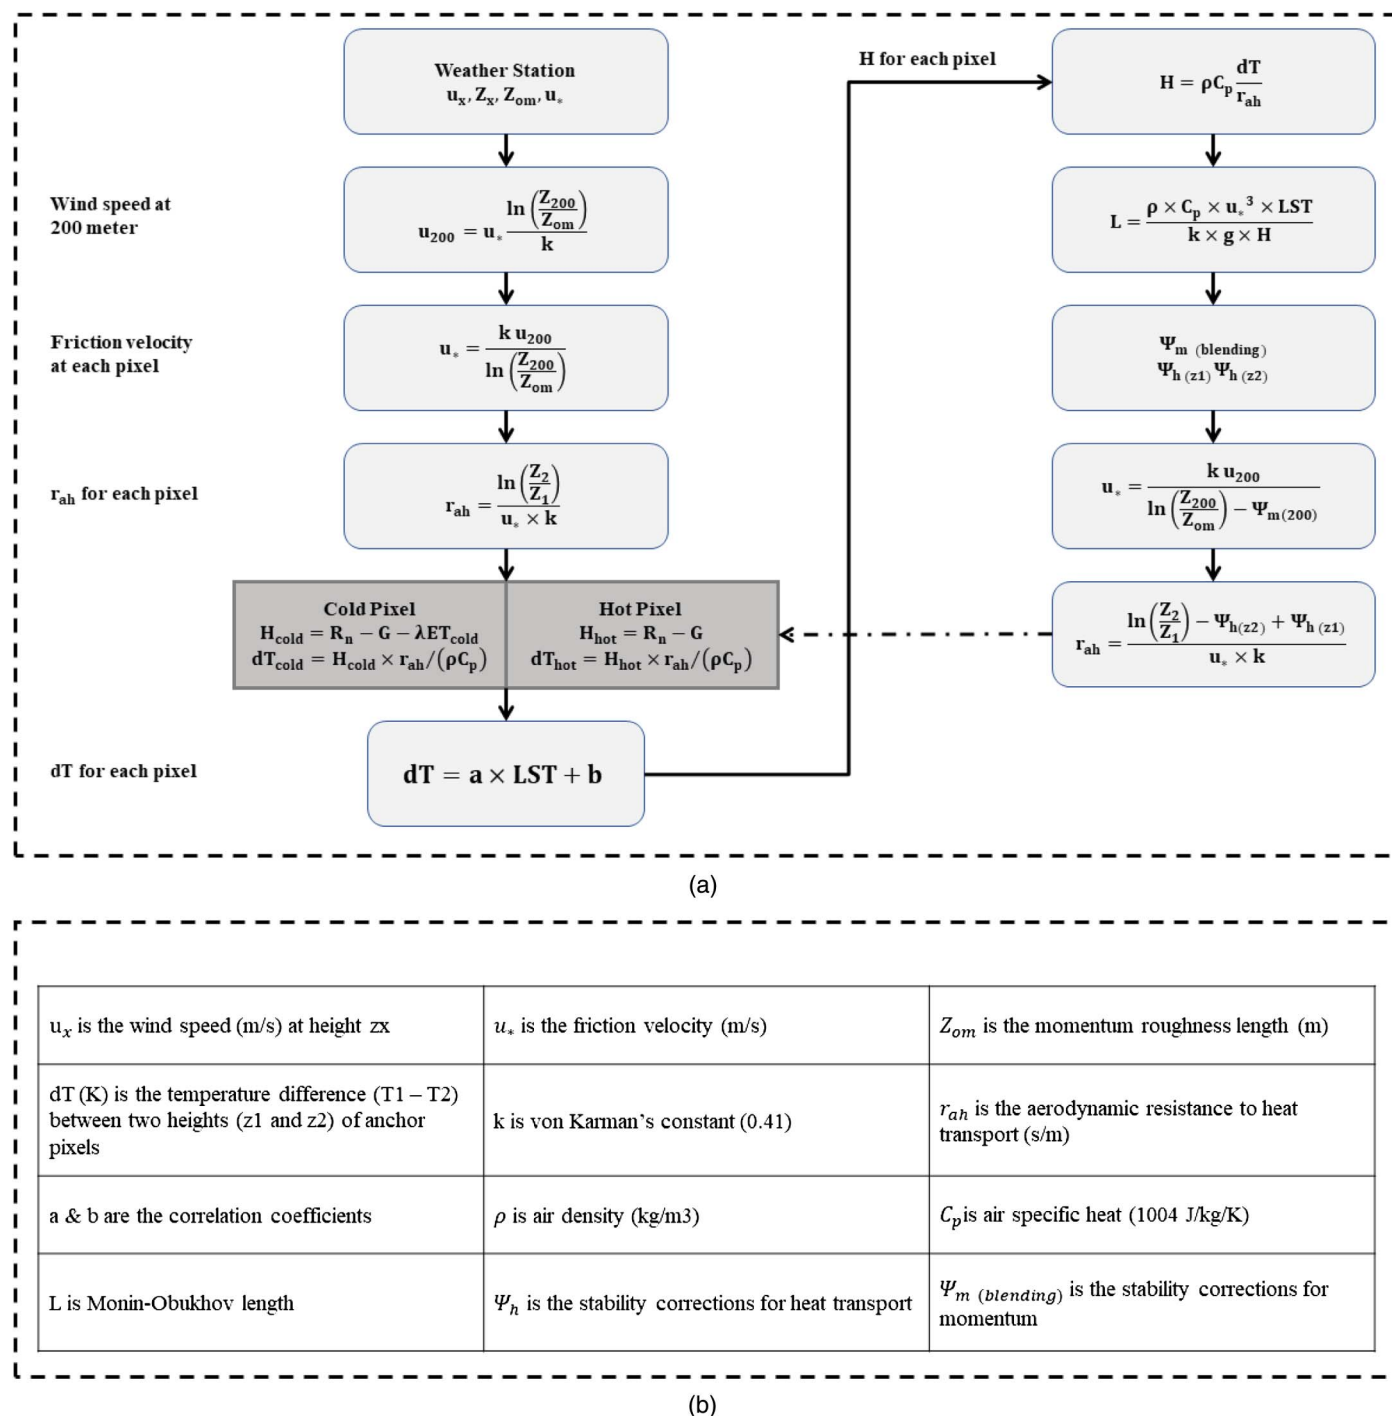 Weather Station
uₓ, Zₓ, Zₒₘ, u*
Wind speed at
200 meter
u₂₀₀ = u* ln(Z₂₀₀/Zₒₘ)/k
Friction velocity
at each pixel
u* = k u₂₀₀/ln(Z₂₀₀/Zₒₘ)
rₐₕ for each pixel
rₐₕ = ln(Z₂/Z₁)/(u* × k)
Cold Pixel
H_cold = Rₙ − G − λET_cold
dT_cold = H_cold × rₐₕ/(ρCₚ)
Hot Pixel
H_hot = Rₙ − G
dT_hot = H_hot × rₐₕ/(ρCₚ)
dT for each pixel
dT = a × LST + b
H for each pixel
H = ρCₚ dT/rₐₕ
L = (ρ × Cₚ × u*³ × LST)/(k × g × H)
Ψₘ (blending)
Ψₕ (z1) Ψₕ (z2)
u* = k u₂₀₀/(ln(Z₂₀₀/Zₒₘ) − Ψₘ(200))
rₐₕ = (ln(Z₂/Z₁) − Ψₕ(z2) + Ψₕ (z1))/(u* × k)
(a)
uₓ is the wind speed (m/s) at height zx
u* is the friction velocity (m/s)
Zₒₘ is the momentum roughness length (m)
dT (K) is the temperature difference (T1 – T2)
between two heights (z1 and z2) of anchor
pixels
k is von Karman's constant (0.41)
rₐₕ is the aerodynamic resistance to heat
transport (s/m)
a & b are the correlation coefficients
ρ is air density (kg/m3)
Cₚ is air specific heat (1004 J/kg/K)
L is Monin-Obukhov length
Ψₕ is the stability corrections for heat transport
Ψₘ (blending) is the stability corrections for
momentum
(b)